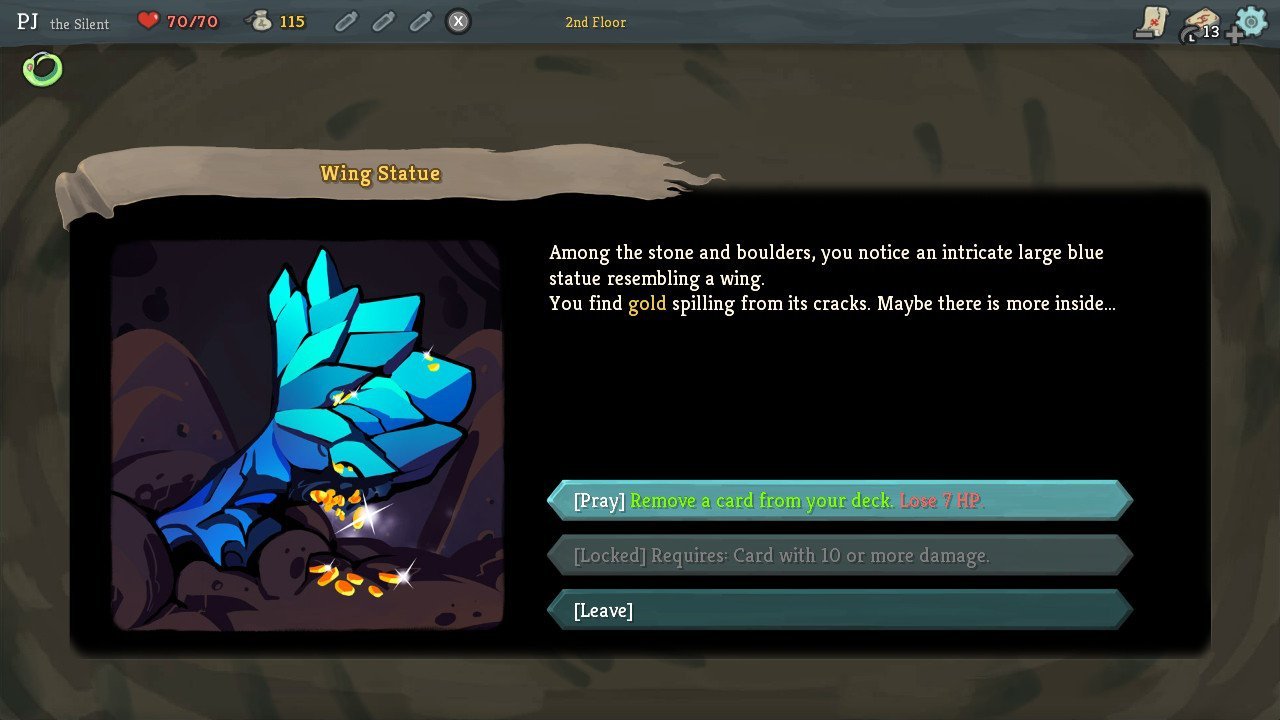 PJ the Silent 70/70 115 X 2nd Floor L 13
Wing Statue
Among the stone and boulders, you notice an intricate large blue
statue resembling a wing.
You find gold spilling from its cracks. Maybe there is more inside...
[Pray] Remove a card from your deck. Lose 7 HP.
[Locked] Requires: Card with 10 or more damage.
[Leave]